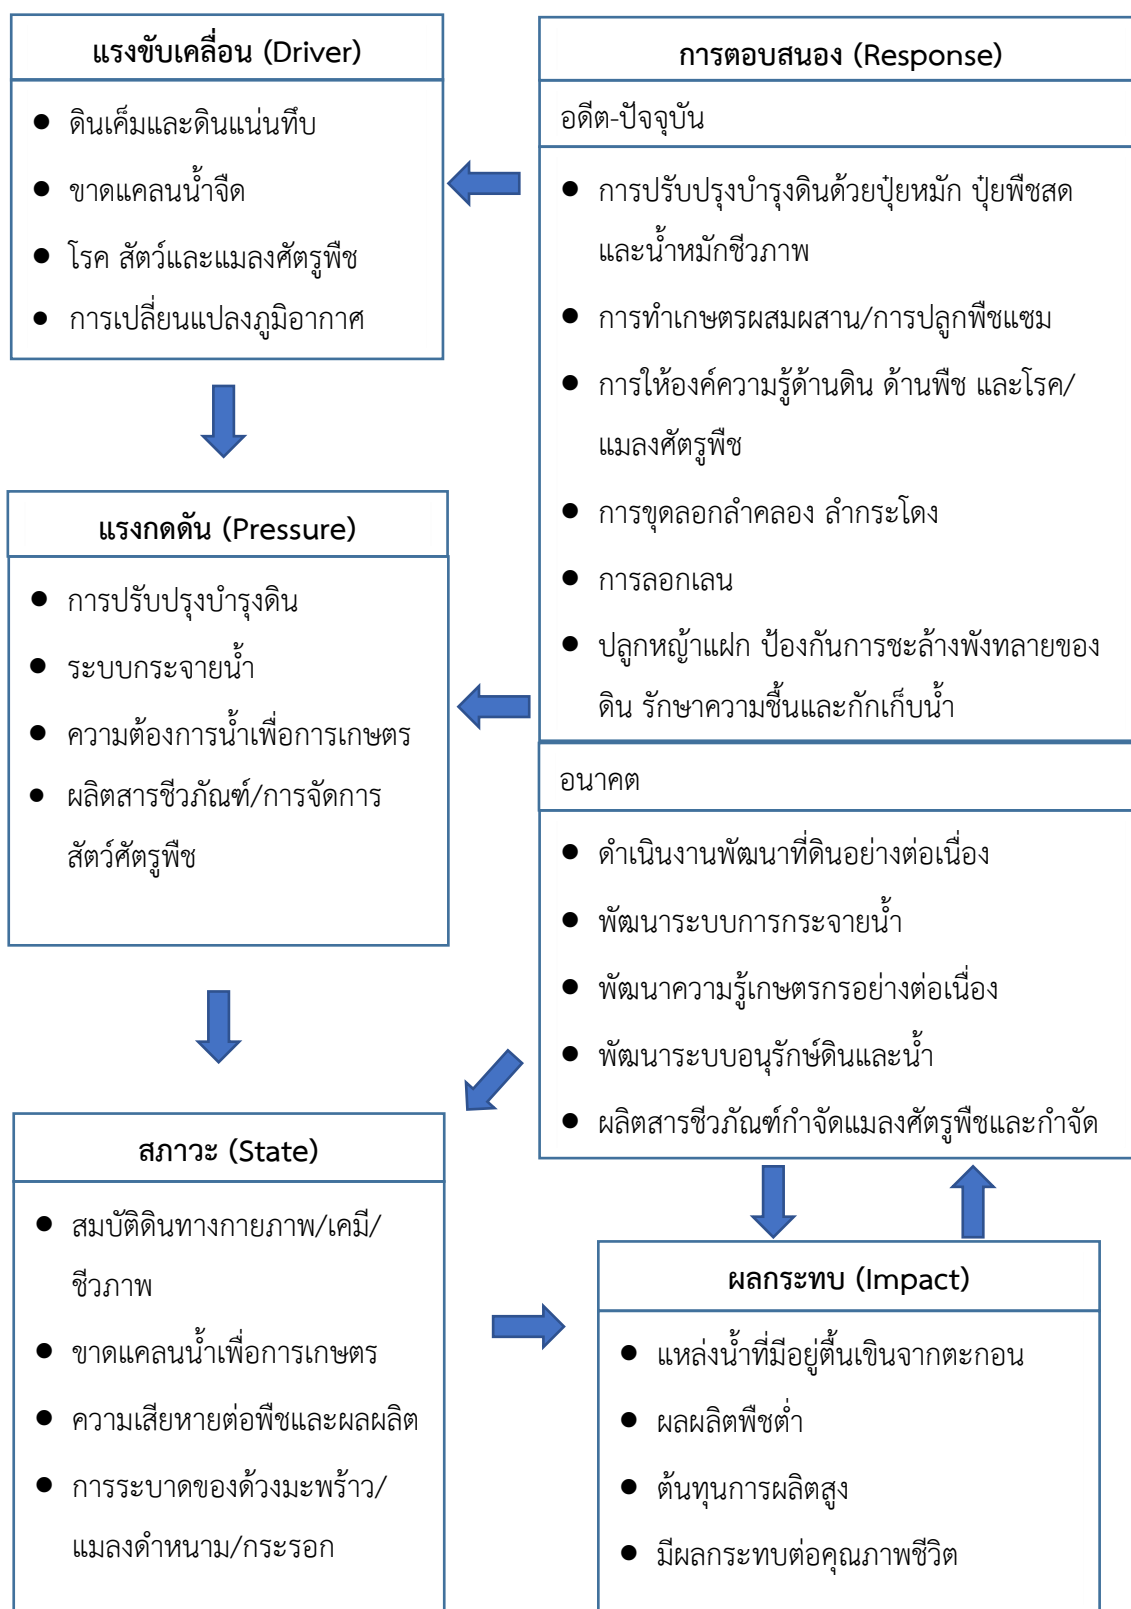 แรงขับเคลื่อน (Driver)
● ดินเค็มและดินแน่นทึบ
● ขาดแคลนน้ำจืด
● โรค สัตว์และแมลงศัตรูพืช
● การเปลี่ยนแปลงภูมิอากาศ
แรงกดดัน (Pressure)
● การปรับปรุงบำรุงดิน
● ระบบกระจายน้ำ
● ความต้องการน้ำเพื่อการเกษตร
● ผลิตสารชีวภัณฑ์/การจัดการ
สัตว์ศัตรูพืช
สภาวะ (State)
● สมบัติดินทางกายภาพ/เคมี/
ชีวภาพ
● ขาดแคลนน้ำเพื่อการเกษตร
● ความเสียหายต่อพืชและผลผลิต
● การระบาดของด้วงมะพร้าว/
แมลงดำหนาม/กระรอก
การตอบสนอง (Response)
อดีต-ปัจจุบัน
● การปรับปรุงบำรุงดินด้วยปุ๋ยหมัก ปุ๋ยพืชสด
และน้ำหมักชีวภาพ
● การทำเกษตรผสมผสาน/การปลูกพืชแซม
● การให้องค์ความรู้ด้านดิน ด้านพืช และโรค/
แมลงศัตรูพืช
● การขุดลอกลำคลอง ลำกระโดง
● การลอกเลน
● ปลูกหญ้าแฝก ป้องกันการชะล้างพังทลายของ
ดิน รักษาความชื้นและกักเก็บน้ำ
อนาคต
● ดำเนินงานพัฒนาที่ดินอย่างต่อเนื่อง
● พัฒนาระบบการกระจายน้ำ
● พัฒนาความรู้เกษตรกรอย่างต่อเนื่อง
● พัฒนาระบบอนุรักษ์ดินและน้ำ
● ผลิตสารชีวภัณฑ์กำจัดแมลงศัตรูพืชและกำจัด
ผลกระทบ (Impact)
● แหล่งน้ำที่มีอยู่ตื้นเขินจากตะกอน
● ผลผลิตพืชต่ำ
● ต้นทุนการผลิตสูง
● มีผลกระทบต่อคุณภาพชีวิต